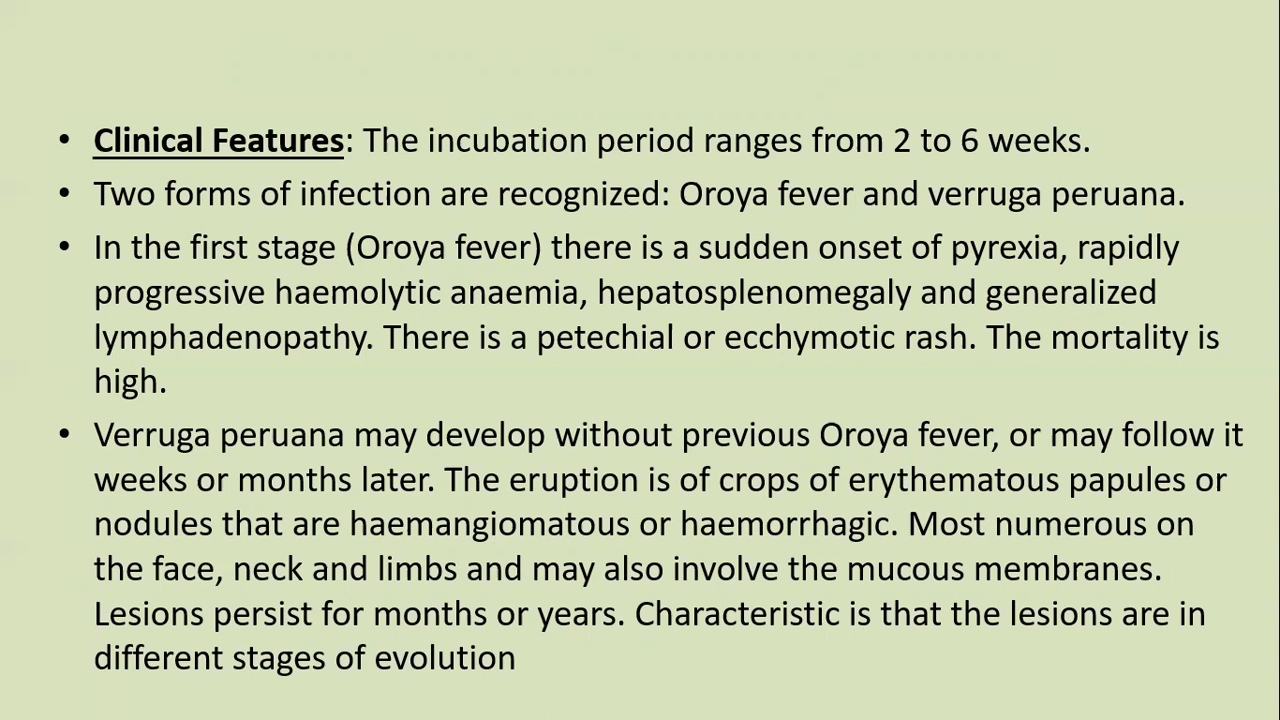 • Clinical Features: The incubation period ranges from 2 to 6 weeks.
• Two forms of infection are recognized: Oroya fever and verruga peruana.
• In the first stage (Oroya fever) there is a sudden onset of pyrexia, rapidly
progressive haemolytic anaemia, hepatosplenomegaly and generalized
lymphadenopathy. There is a petechial or ecchymotic rash. The mortality is
high.
• Verruga peruana may develop without previous Oroya fever, or may follow it
weeks or months later. The eruption is of crops of erythematous papules or
nodules that are haemangiomatous or haemorrhagic. Most numerous on
the face, neck and limbs and may also involve the mucous membranes.
Lesions persist for months or years. Characteristic is that the lesions are in
different stages of evolution